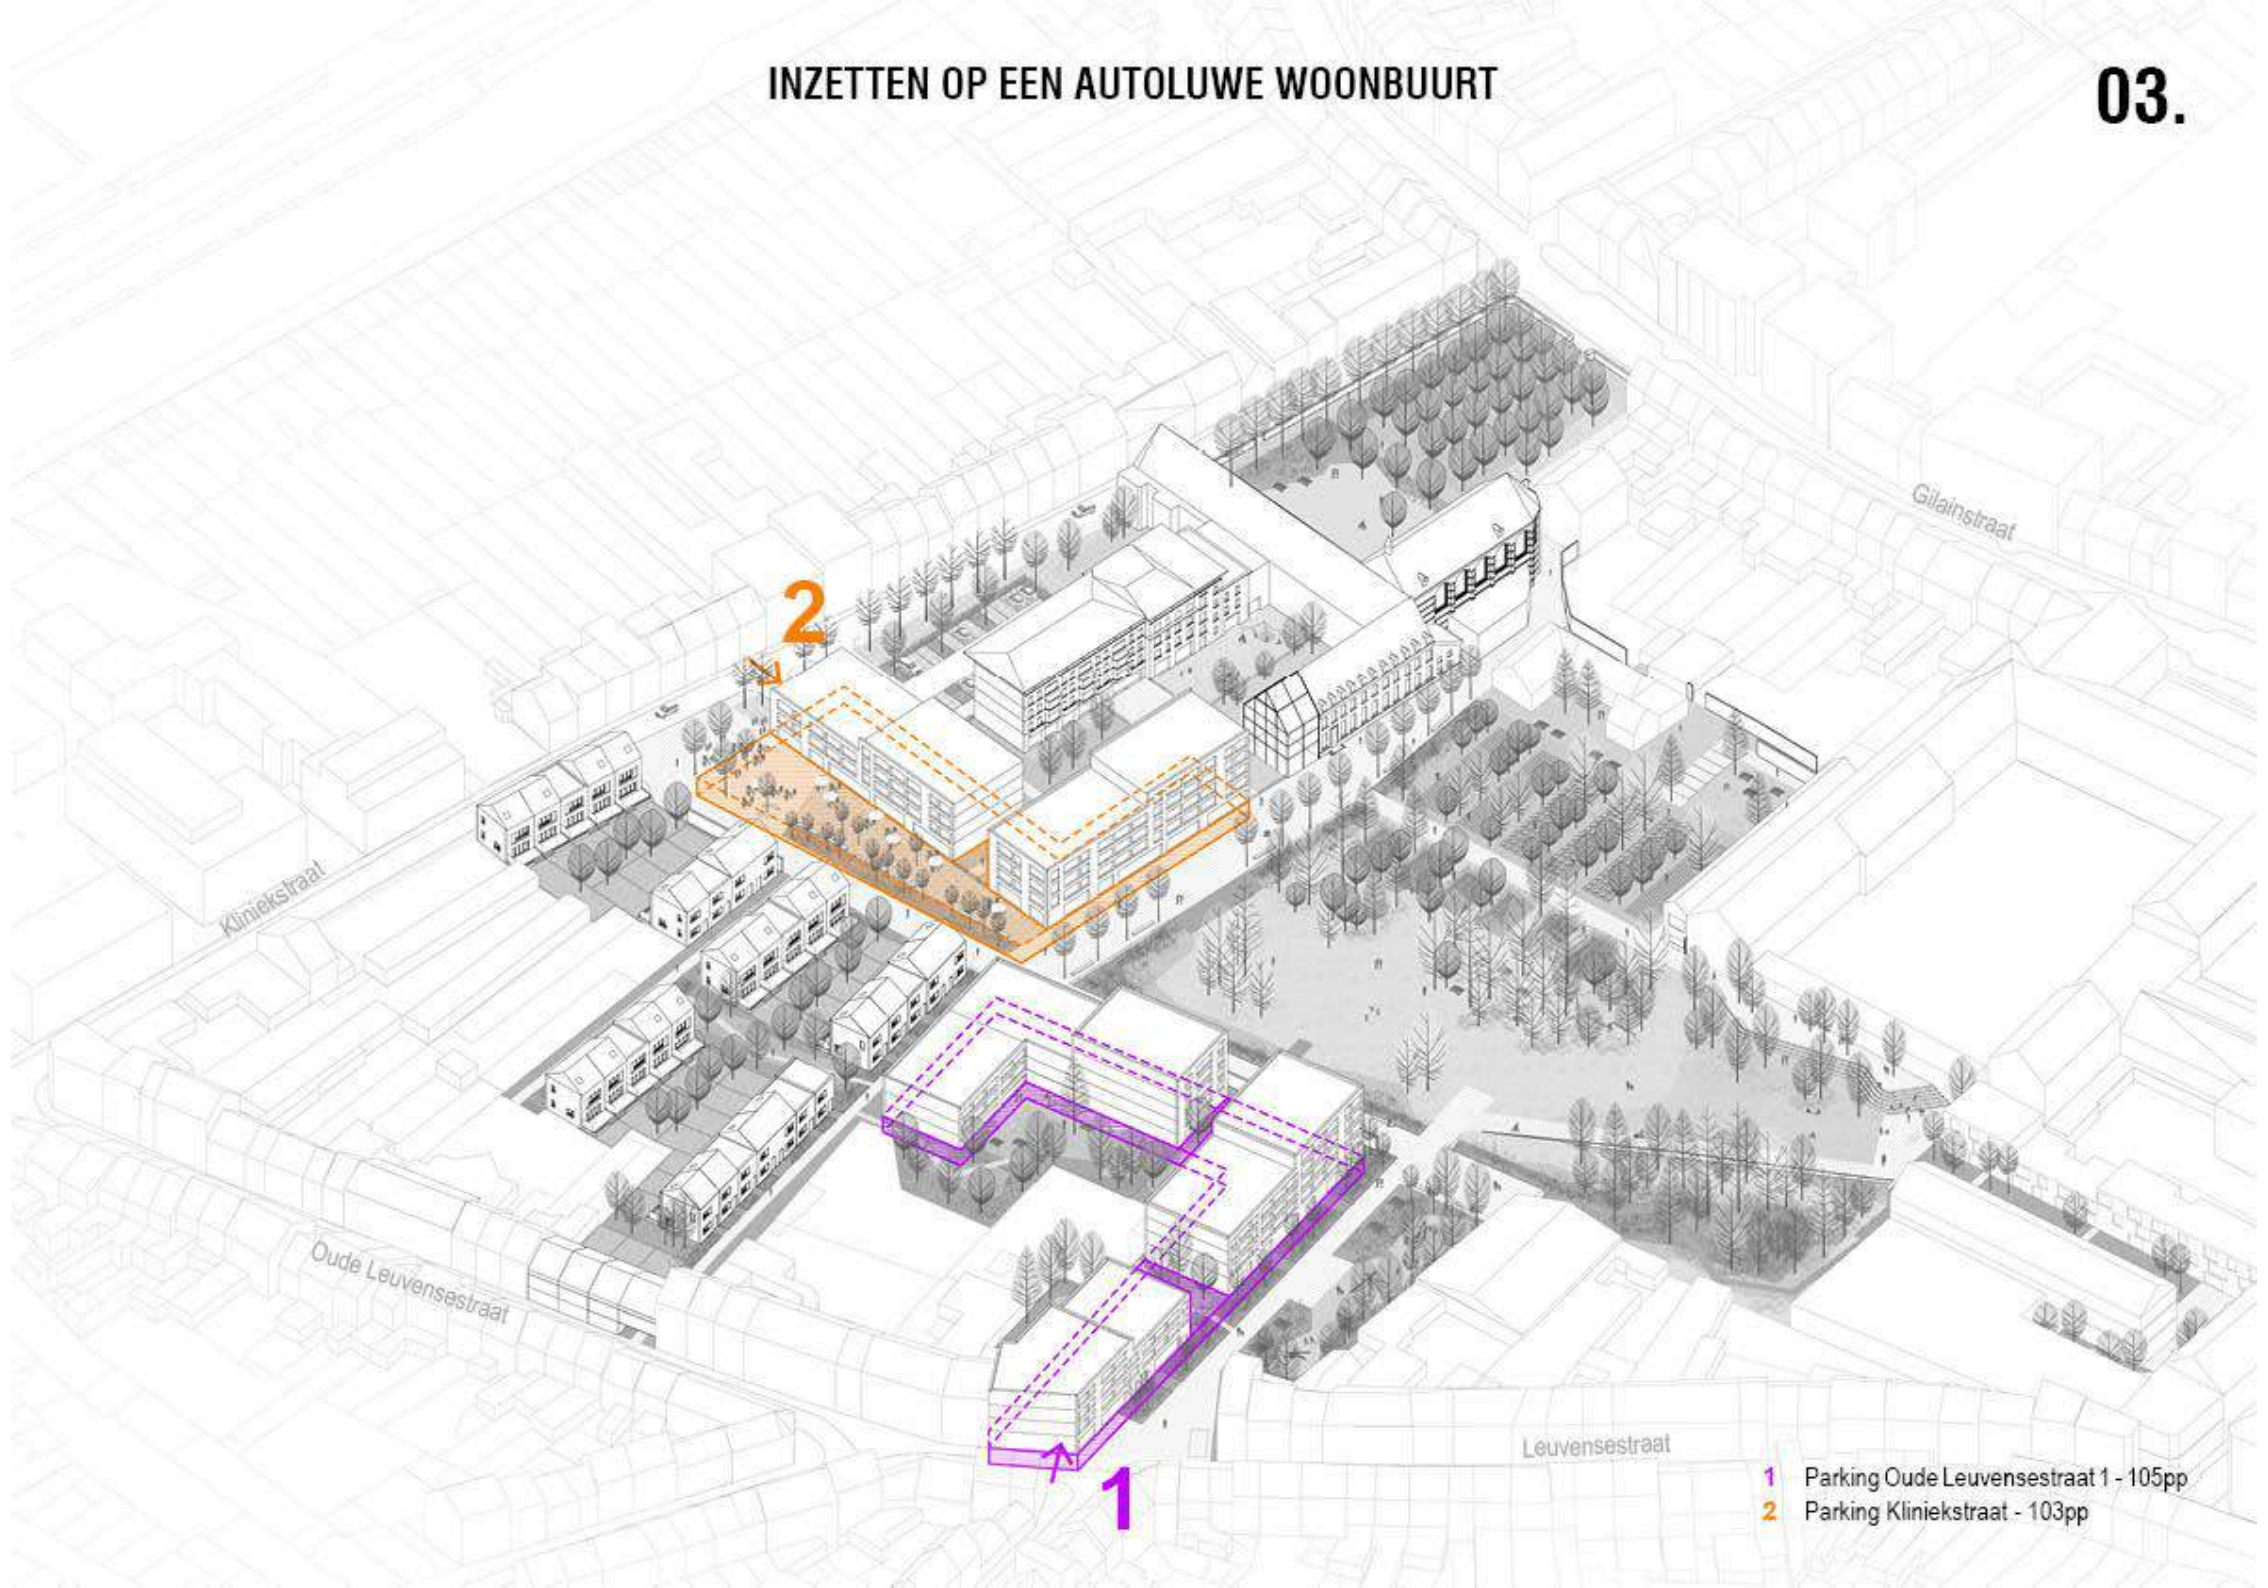 INZETTEN OP EEN AUTOLUWE WOONBUURT
03.
Gilainstraat
2
Kliniekstraat
Oude Leuvensestraat
Leuvensestraat
1
1 Parking Oude Leuvensestraat 1 - 105pp
2 Parking Kliniekstraat - 103pp